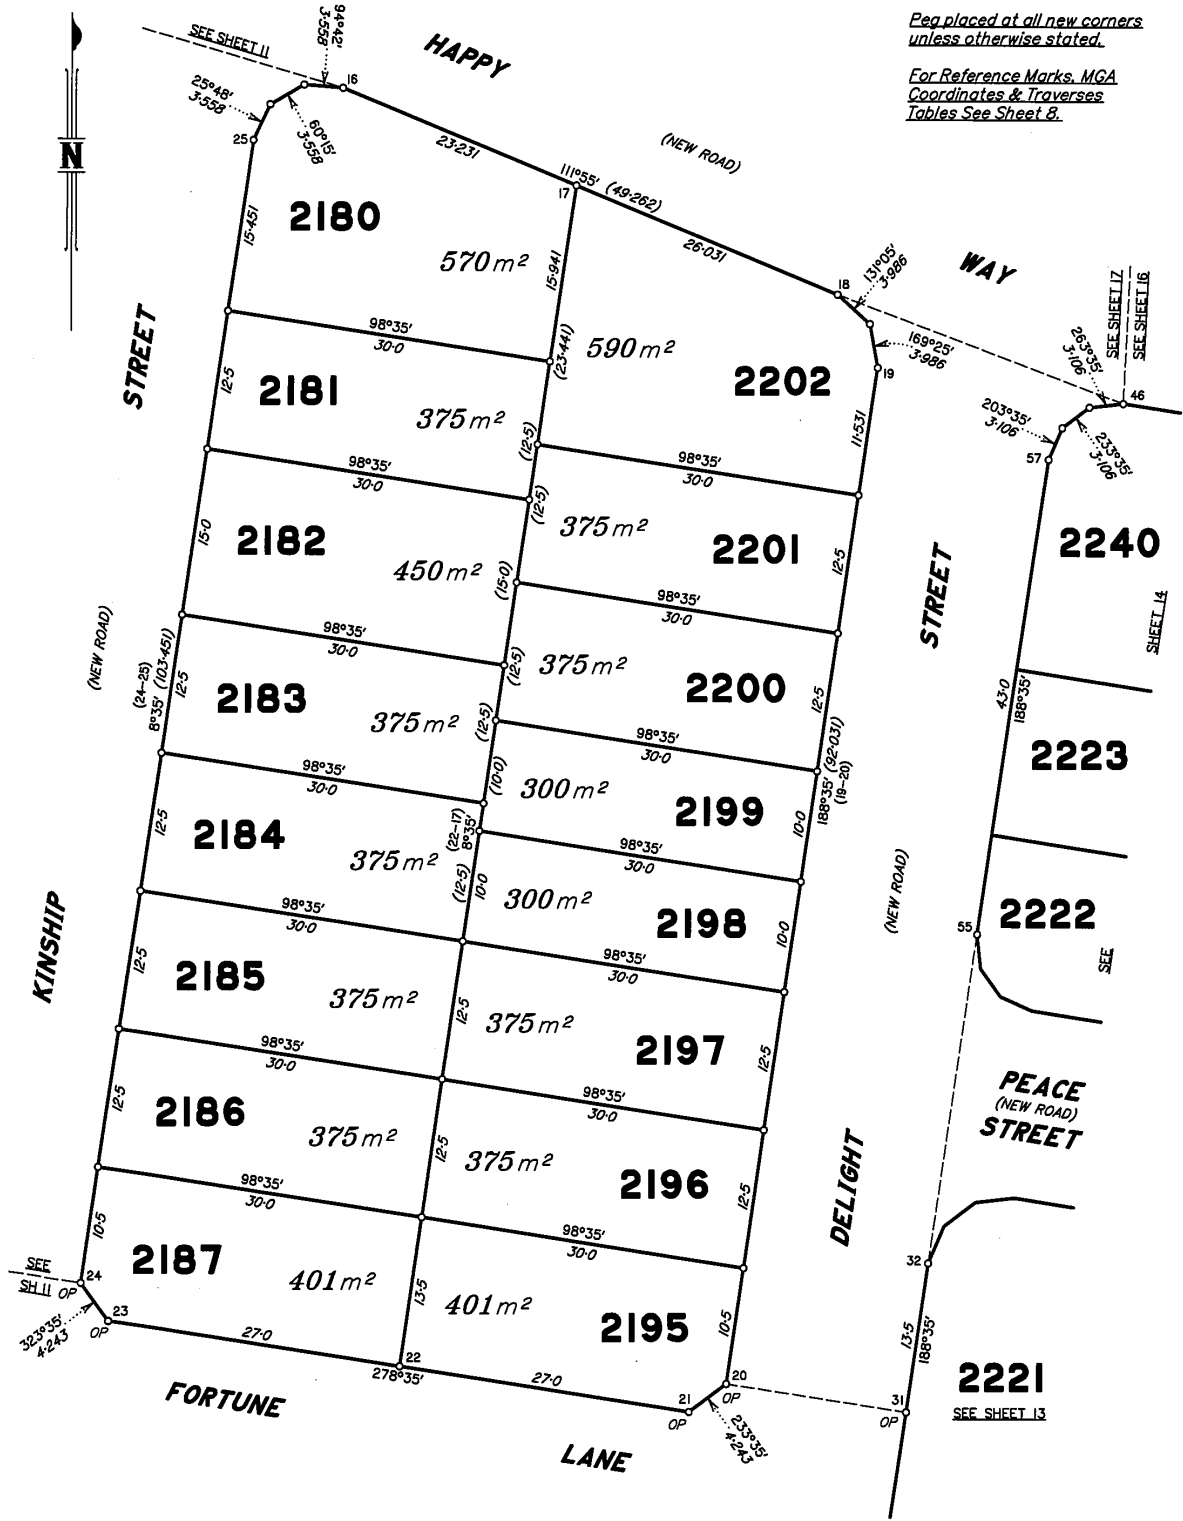 Peg placed at all new corners
unless otherwise stated.
For Reference Marks, MGA
Coordinates & Traverses
Tables See Sheet 8.
N
SEE SHEET 11
94°42'
3·558
HAPPY
16
25°48'
3·558
60°15'
3·558
25
23·231
(NEW ROAD)
111°55' (49·262)
17
2180
570m²
15·451
15·941
26·031
WAY
18
131°05'
3·986
169°25'
3·986
19
SEE SHEET 17
SEE SHEET 16
263°35'
3·106
46
203°35'
3·106
233°35'
3·106
57
STREET
98°35'
30·0
(23·441)
590m²
2202
11·531
12·5
2181
375m²
(12·5)
98°35'
30·0
98°35'
30·0
(12·5)
375m²
2201
12·5
15·0
2182
450m²
(15·0)
2240
SHEET 14
STREET
98°35'
30·0
98°35'
30·0
(NEW ROAD)
(24-25)
8°35' (103·451)
12·5
2183
375m²
(12·5)
375m²
2200
12·5
43·0
188°35'
(12·5)
98°35'
30·0
188°35' (92·031)
(19-20)
2223
98°35'
30·0
(10·0)
300m²
2199
10·0
12·5
2184
375m²
(22-17)
8°35'
98°35'
30·0
(12·5)
10·0
300m²
2198
10·0
(NEW ROAD)
55
2222
SEE
KINSHIP
98°35'
30·0
98°35'
30·0
12·5
2185
375m²
12·5
375m²
2197
12·5
98°35'
30·0
98°35'
30·0
PEACE
(NEW ROAD)
STREET
12·5
2186
375m²
12·5
375m²
2196
12·5
DELIGHT
98°35'
30·0
98°35'
30·0
10·5
2187
401m²
13·5
401m²
2195
10·5
32
SEE
SH 11
24
OP
323°35'
4·243
23
OP
27·0
22
278°35'
27·0
21
OP
20
OP
233°35'
4·243
13·5
188°35'
31
OP
2221
SEE SHEET 13
FORTUNE
LANE